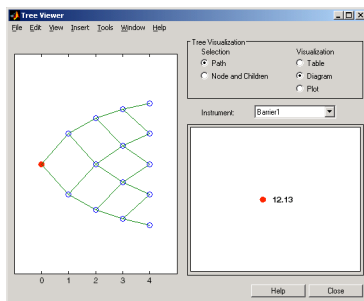 Tree Viewer
File Edit View Insert Tools Window Help
Tree Visualization
Selection
Visualization
Path
Table
Node and Children
Diagram
Plot
Instrument:
Barrier1
12.13
0 1 2 3 4
Help
Close